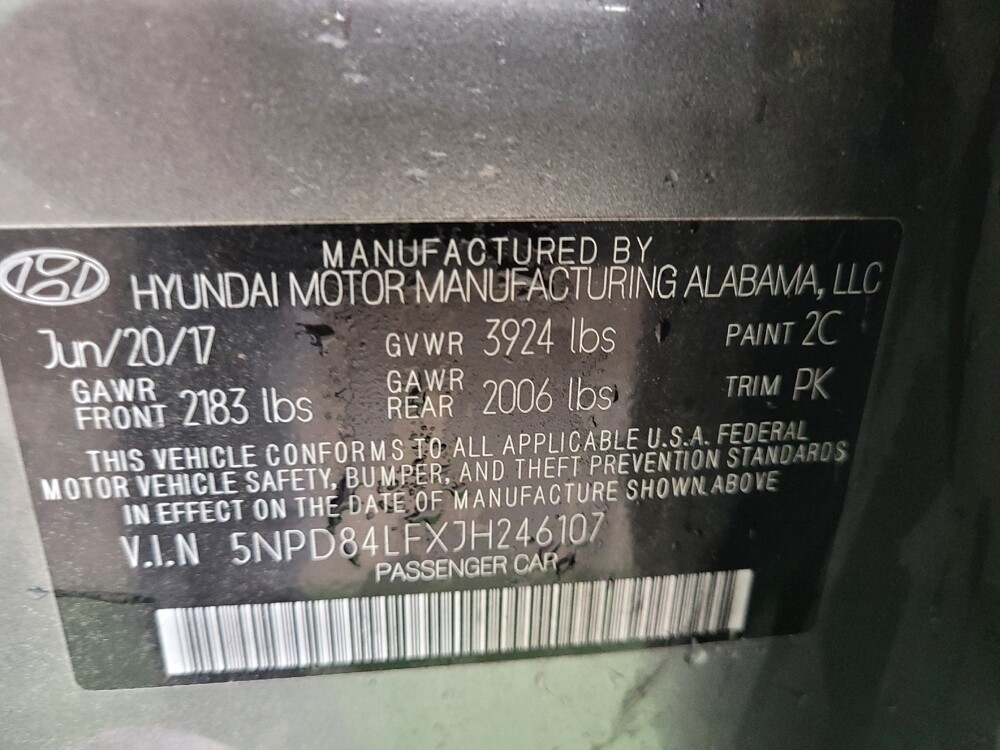 MANUFACTURED BY
HYUNDAI MOTOR MANUFACTURING ALABAMA, LLC
Jun/20/17 GVWR 3924 lbs PAINT 2C
GAWR FRONT 2183 lbs GAWR REAR 2006 lbs TRIM PK
THIS VEHICLE CONFORMS TO ALL APPLICABLE U.S.A. FEDERAL
MOTOR VEHICLE SAFETY, BUMPER, AND THEFT PREVENTION STANDARDS
IN EFFECT ON THE DATE OF MANUFACTURE SHOWN ABOVE
V.I.N 5NPD84LFXJH246107
PASSENGER CAR